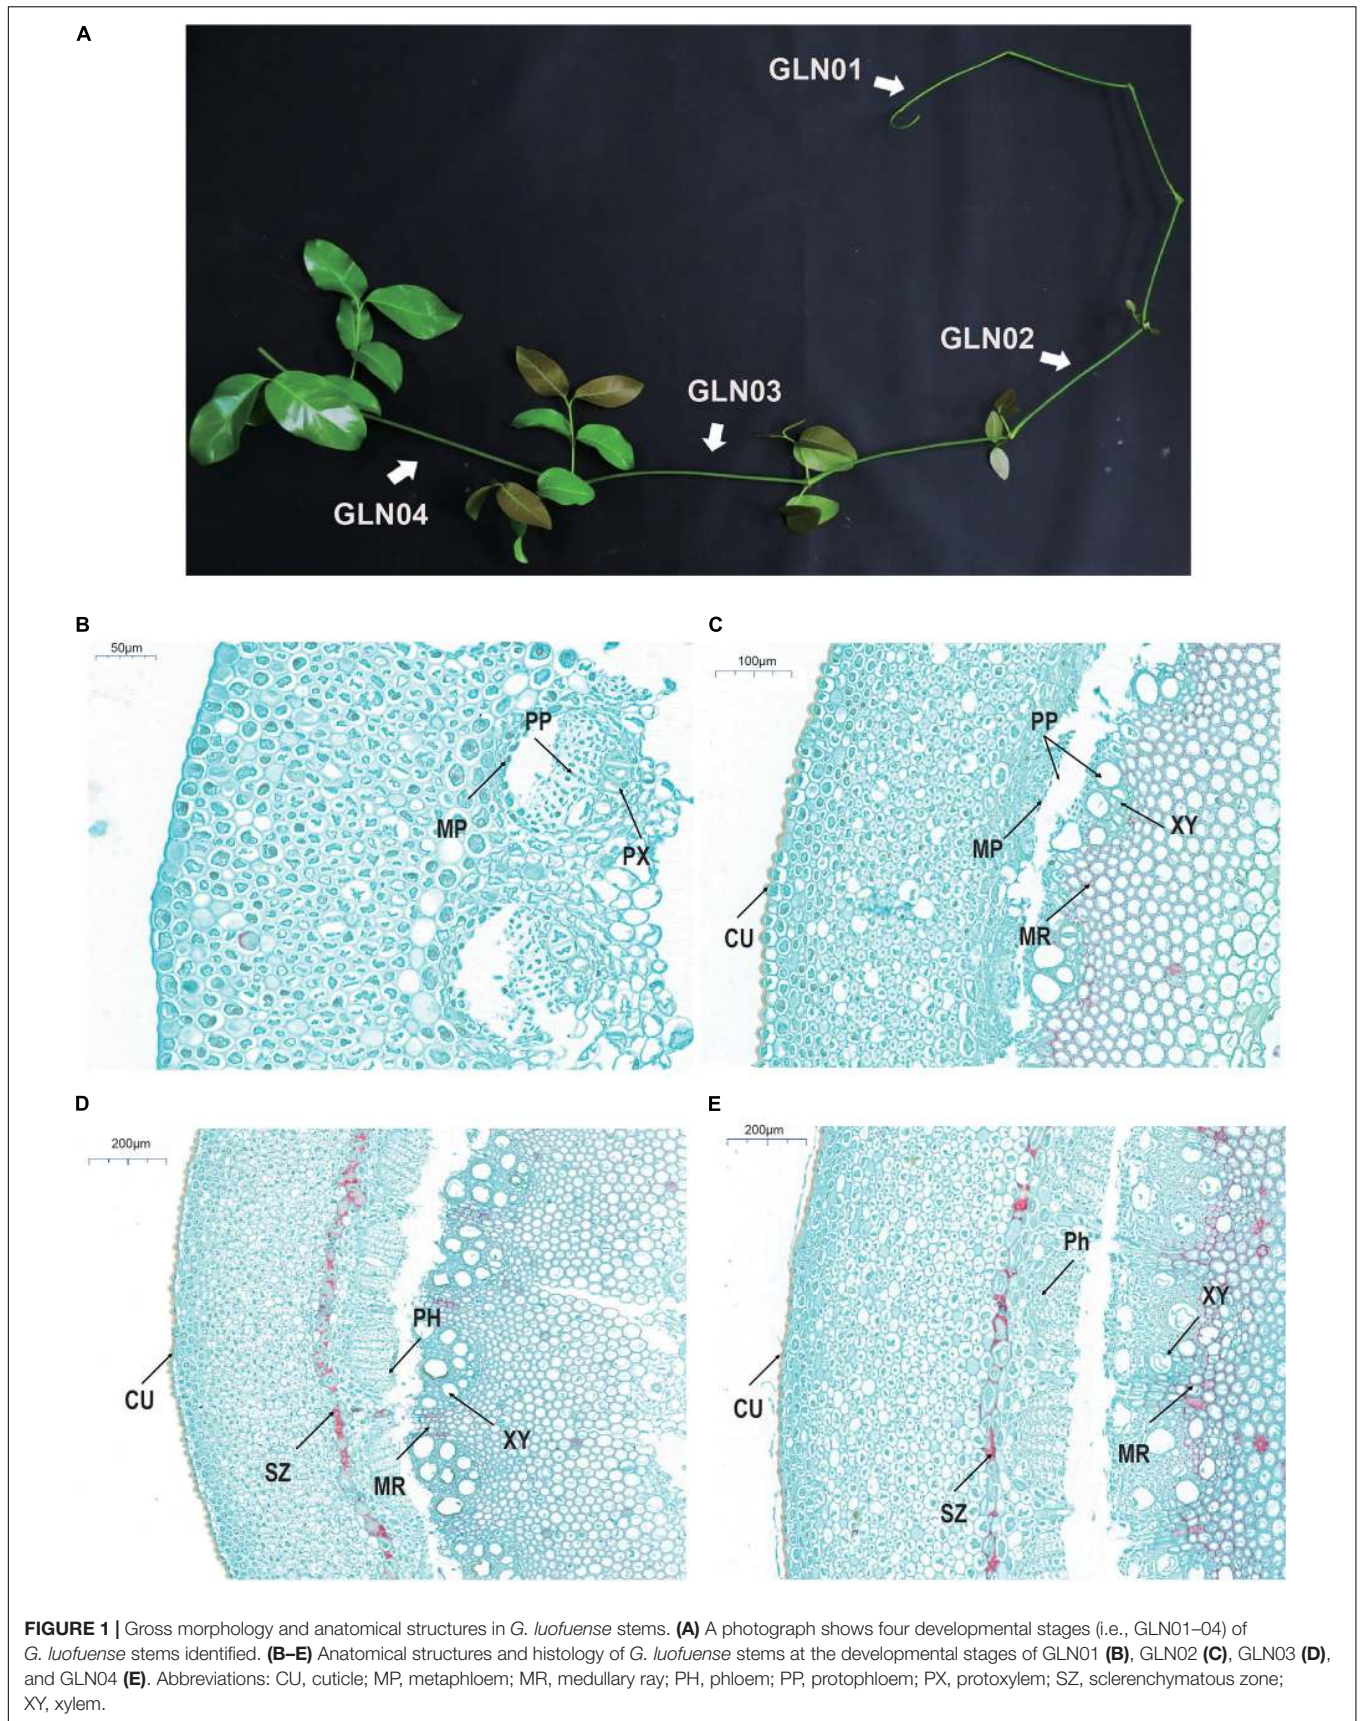 A
GLN01
GLN02
GLN03
GLN04
B
50µm
PP
MP
PX
C
100µm
PP
XY
MP
MR
CU
D
200µm
PH
CU
XY
SZ
MR
E
200µm
Ph
XY
CU
MR
SZ
FIGURE 1 | Gross morphology and anatomical structures in G. luofuense stems. (A) A photograph shows four developmental stages (i.e., GLN01–04) of
G. luofuense stems identified. (B–E) Anatomical structures and histology of G. luofuense stems at the developmental stages of GLN01 (B), GLN02 (C), GLN03 (D),
and GLN04 (E). Abbreviations: CU, cuticle; MP, metaphloem; MR, medullary ray; PH, phloem; PP, protophloem; PX, protoxylem; SZ, sclerenchymatous zone;
XY, xylem.